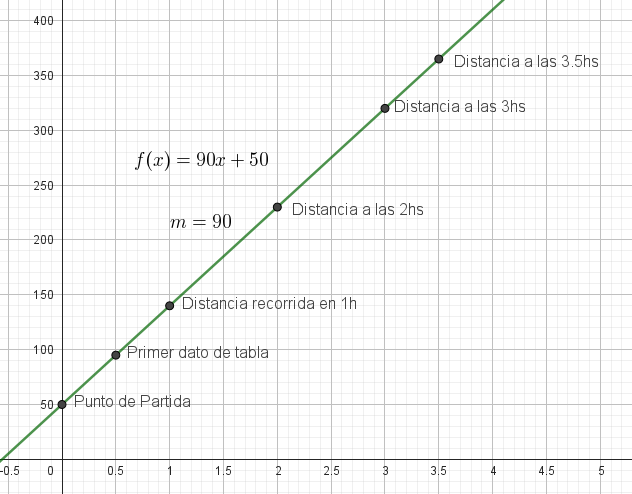 400
350
Distancia a las 3.5hs
300
Distancia a las 3hs
f(x) = 90x + 50
250
Distancia a las 2hs
m = 90
200
150
Distancia recorrida en 1h
100
Primer dato de tabla
50
Punto de Partida
-0.5 0 0.5 1 1.5 2 2.5 3 3.5 4 4.5 5